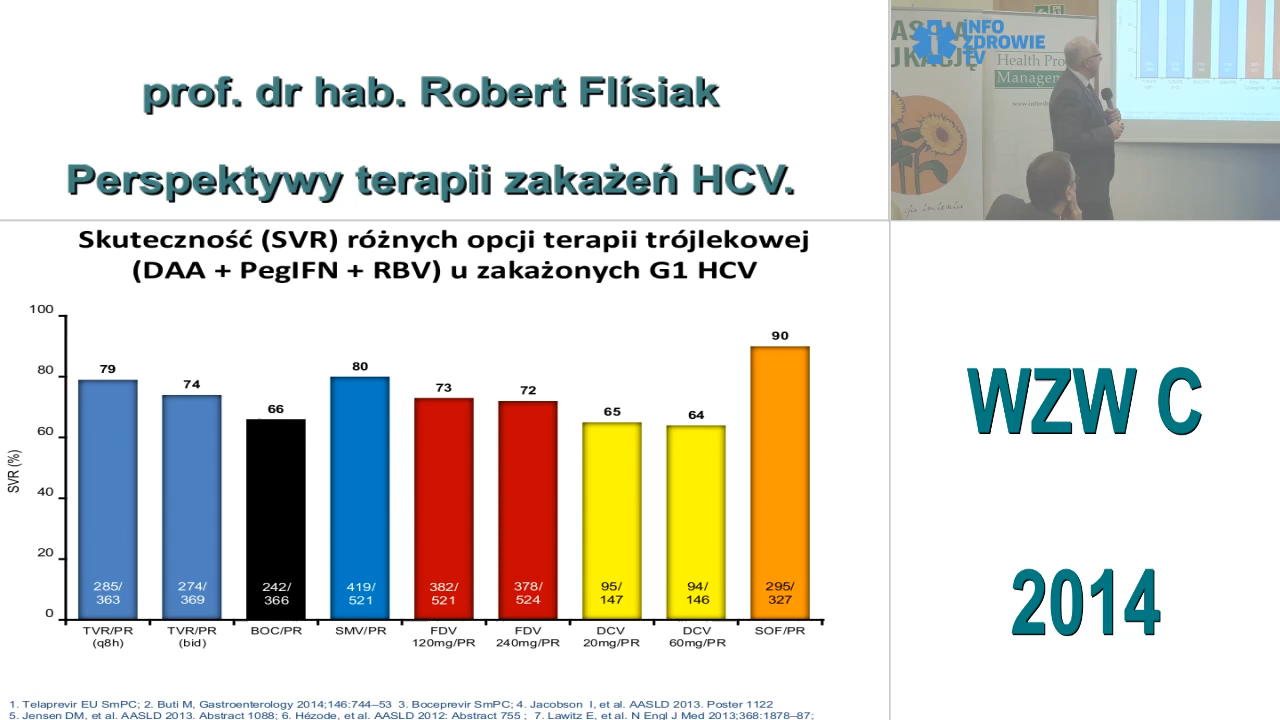 prof. dr hab. Robert Flísiak
Perspektywy terapii zakażeń HCV.
iNFO
ZDROWIE
TV
Health Pro
Managem
Skuteczność (SVR) różnych opcji terapii trójlekowej
(DAA + PegIFN + RBV) u zakażonych G1 HCV
SVR (%)
100
80
60
40
20
0
79
74
66
80
73
72
65
64
90
285/
363
274/
369
242/
366
419/
521
382/
521
378/
524
95/
147
94/
146
295/
327
TVR/PR
(q8h)
TVR/PR
(bid)
BOC/PR
SMV/PR
FDV
120mg/PR
FDV
240mg/PR
DCV
20mg/PR
DCV
60mg/PR
SOF/PR
1. Telaprevir EU SmPC; 2. Buti M, Gastroenterology 2014;146:744–53 3. Boceprevir SmPC; 4. Jacobson I, et al. AASLD 2013. Poster 1122
5. Jensen DM, et al. AASLD 2013. Abstract 1088; 6. Hézode, et al. AASLD 2012: Abstract 755 ; 7. Lawitz E, et al. N Engl J Med 2013;368:1878–87;
WZW C
2014